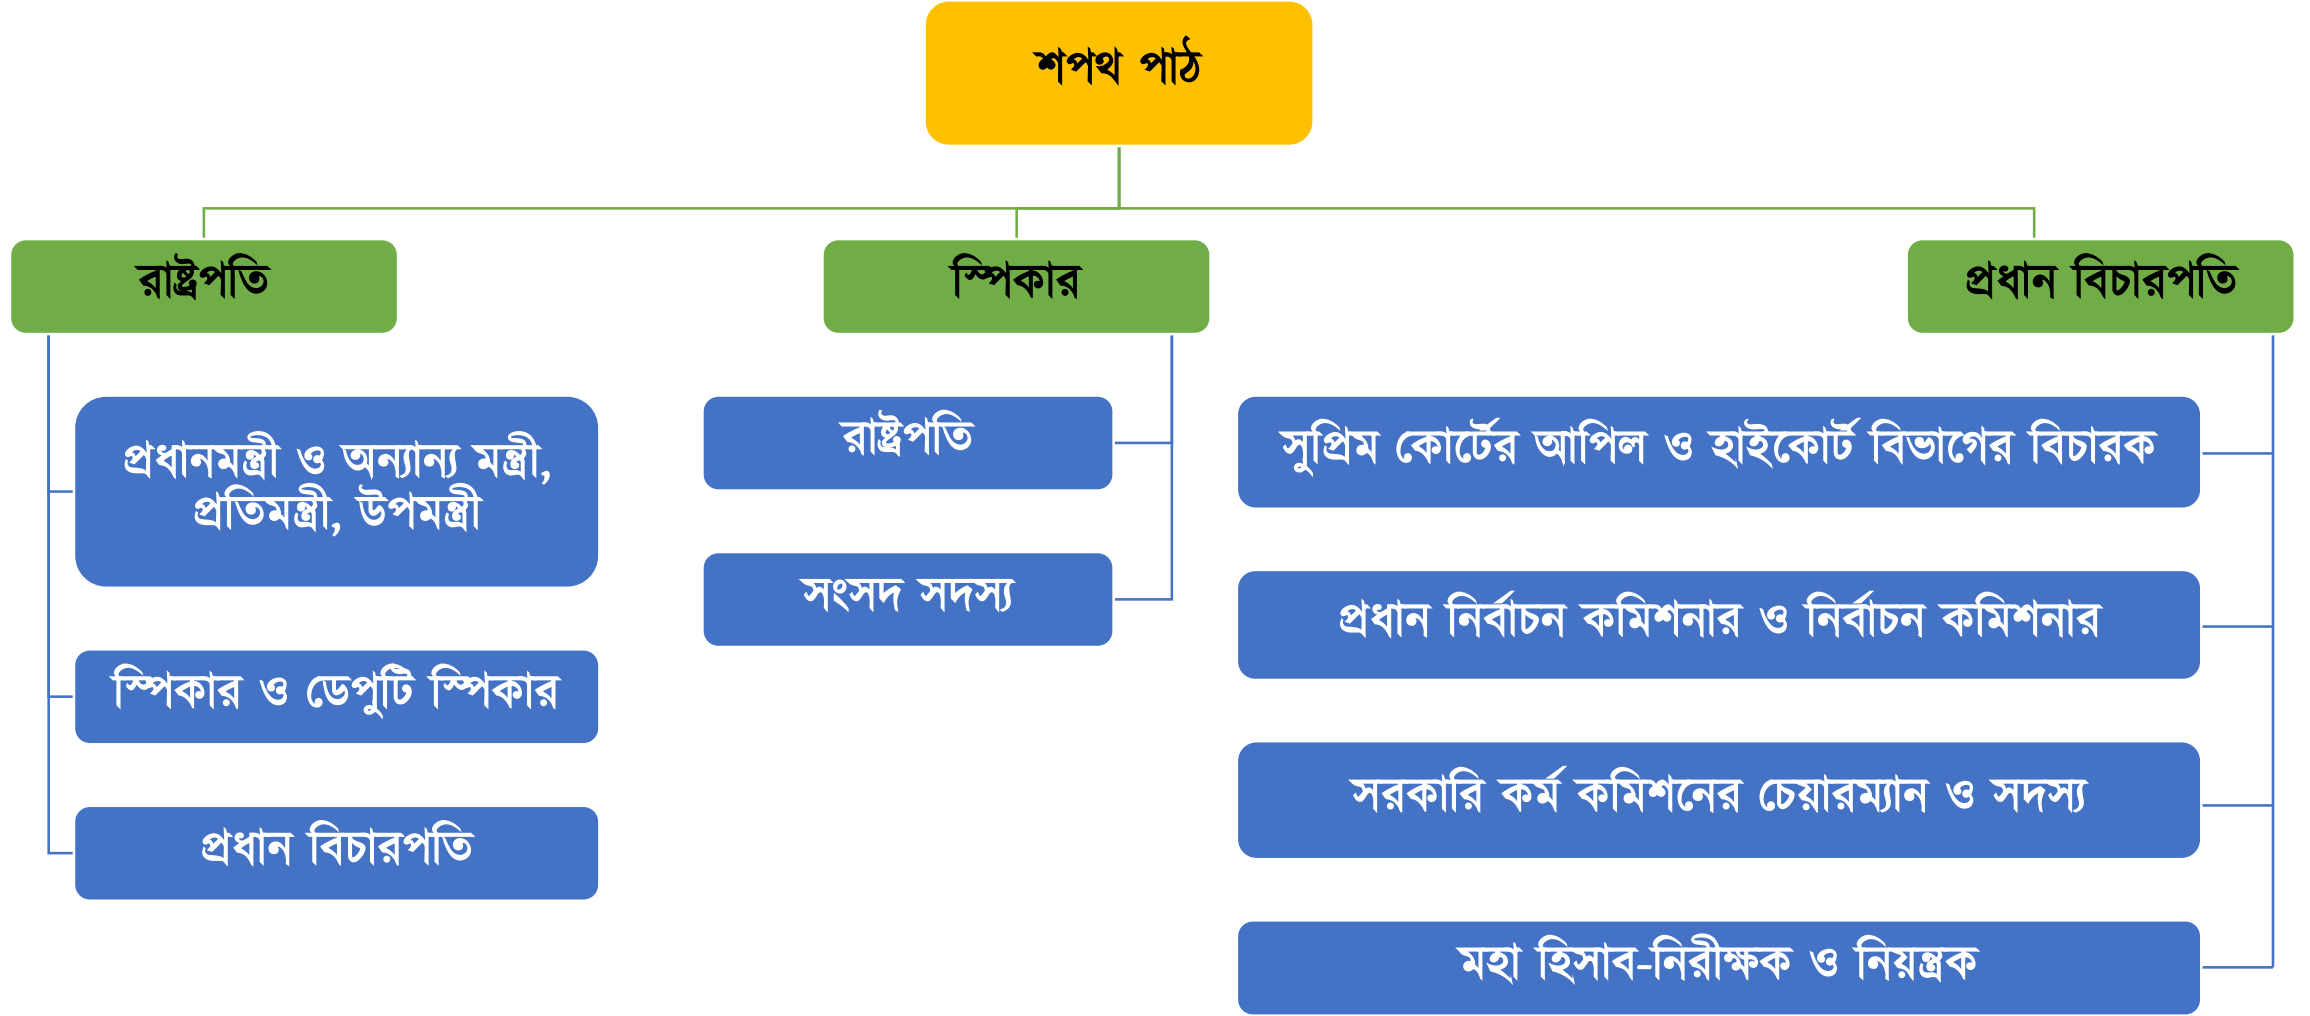 শপথ পাঠ
রাষ্ট্রপতি
প্রধানমন্ত্রী ও অন্যান্য মন্ত্রী,
প্রতিমন্ত্রী, উপমন্ত্রী
স্পিকার ও ডেপুটি স্পিকার
প্রধান বিচারপতি
স্পিকার
রাষ্ট্রপতি
সংসদ সদস্য
প্রধান বিচারপতি
সুপ্রিম কোর্টের আপিল ও হাইকোর্ট বিভাগের বিচারক
প্রধান নির্বাচন কমিশনার ও নির্বাচন কমিশনার
সরকারি কর্ম কমিশনের চেয়ারম্যান ও সদস্য
মহা হিসাব-নিরীক্ষক ও নিয়ন্ত্রক